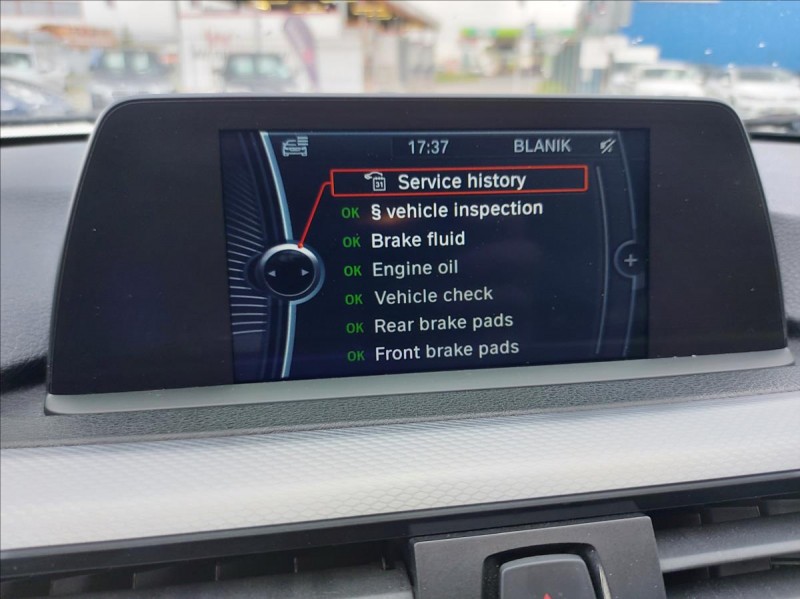 17:37 BLANIK
31 Service history
OK § vehicle inspection
OK Brake fluid
OK Engine oil
OK Vehicle check
OK Rear brake pads
OK Front brake pads